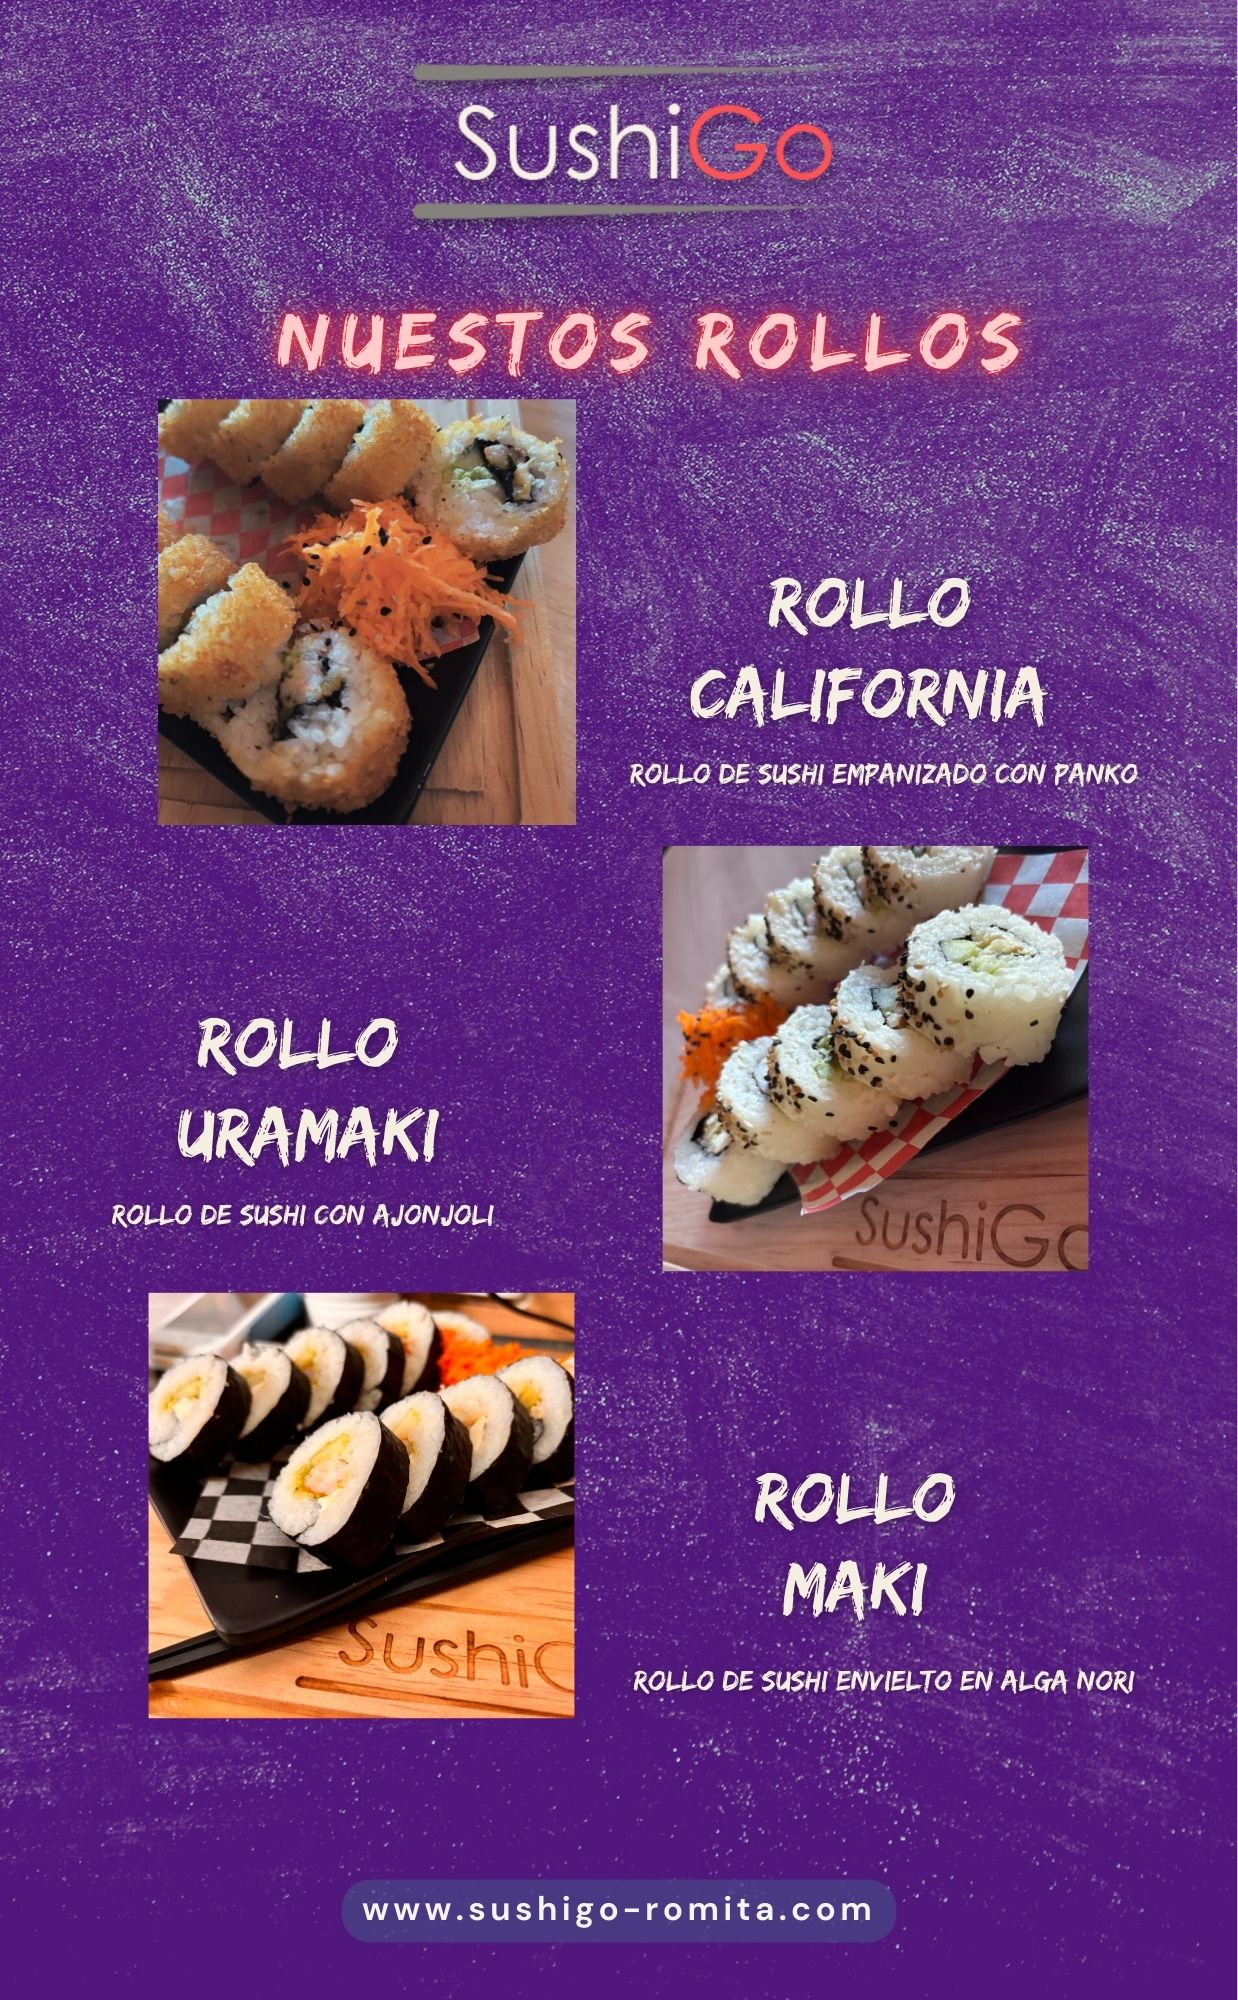 SushiGo
NUESTOS ROLLOS
ROLLO
CALIFORNIA
ROLLO DE SUSHI EMPANIZADO CON PANKO
ROLLO
URAMAKI
ROLLO DE SUSHI CON AJONJOLI
SushiGo
ROLLO
MAKI
ROLLO DE SUSHI ENVIELTO EN ALGA NORI
SushiG
www.sushigo-romita.com